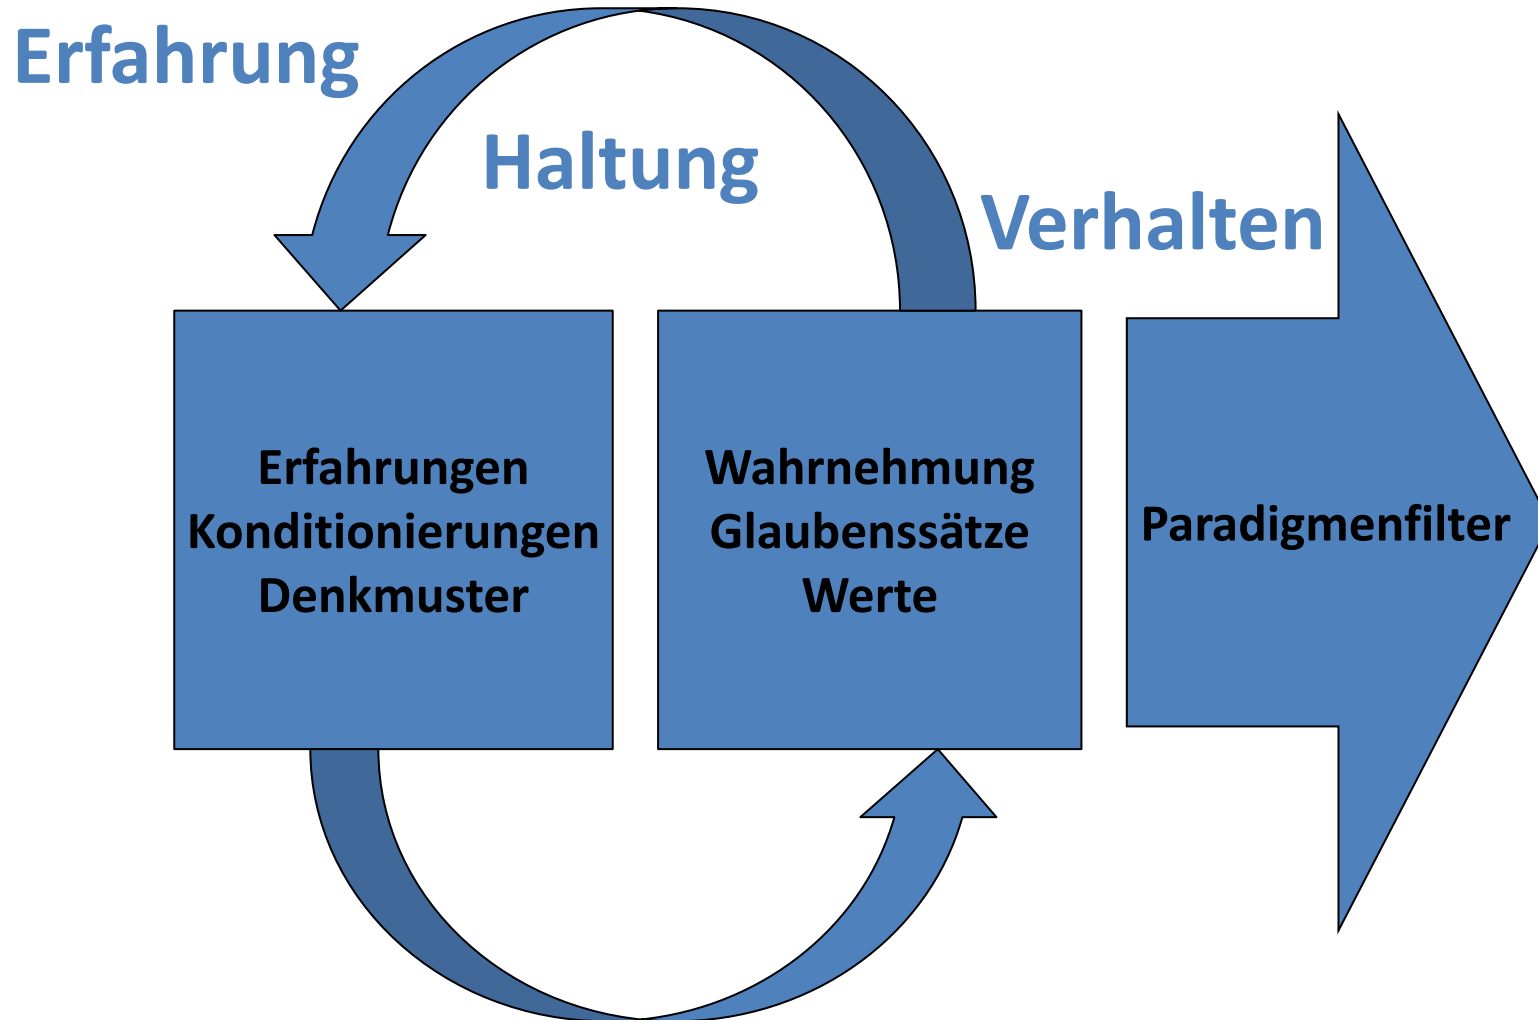 Erfahrung
Haltung
Verhalten
Erfahrungen
Konditionierungen
Denkmuster
Wahrnehmung
Glaubenssätze
Werte
Paradigmenfilter